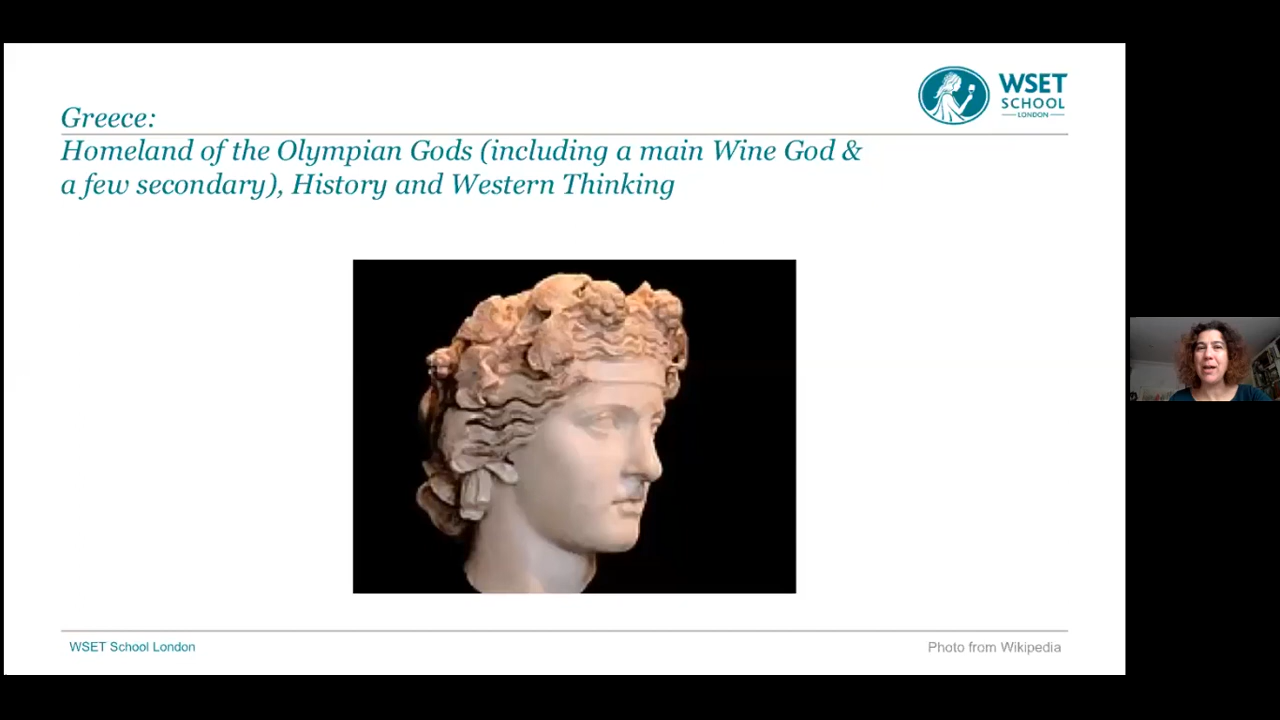 WSET
SCHOOL
LONDON
Greece:
Homeland of the Olympian Gods (including a main Wine God &
a few secondary), History and Western Thinking
WSET School London
Photo from Wikipedia